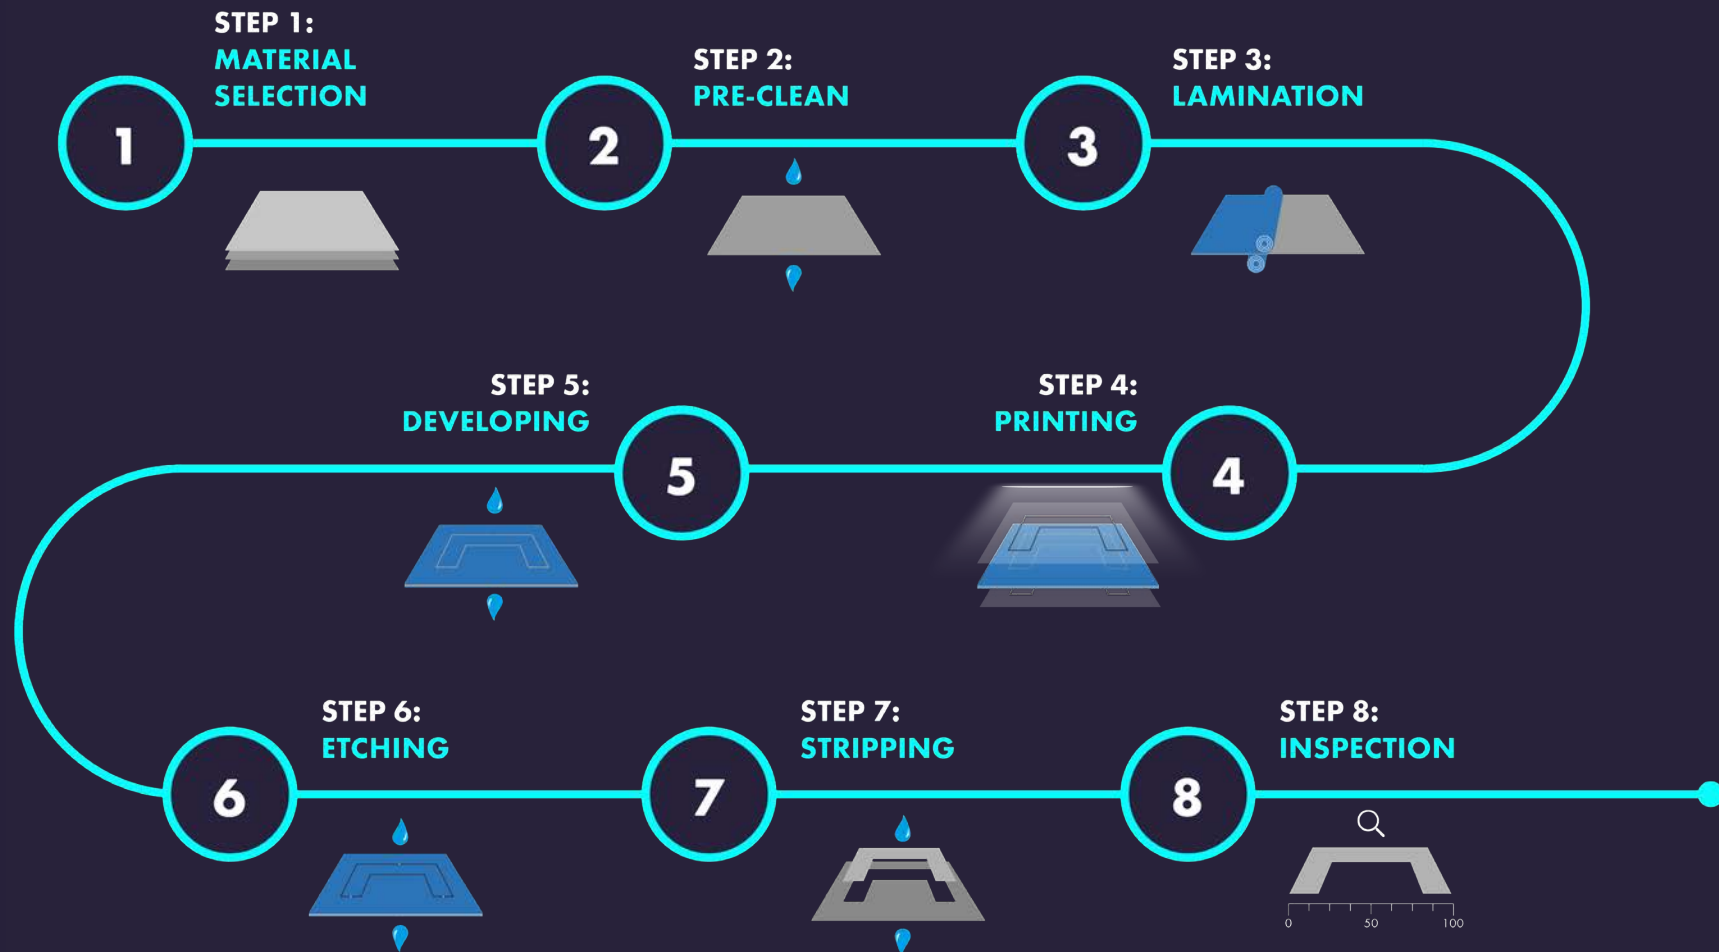 STEP 1:
MATERIAL
SELECTION
1
STEP 2:
PRE-CLEAN
2
STEP 3:
LAMINATION
3
STEP 4:
PRINTING
4
STEP 5:
DEVELOPING
5
STEP 6:
ETCHING
6
STEP 7:
STRIPPING
7
STEP 8:
INSPECTION
8
0 50 100